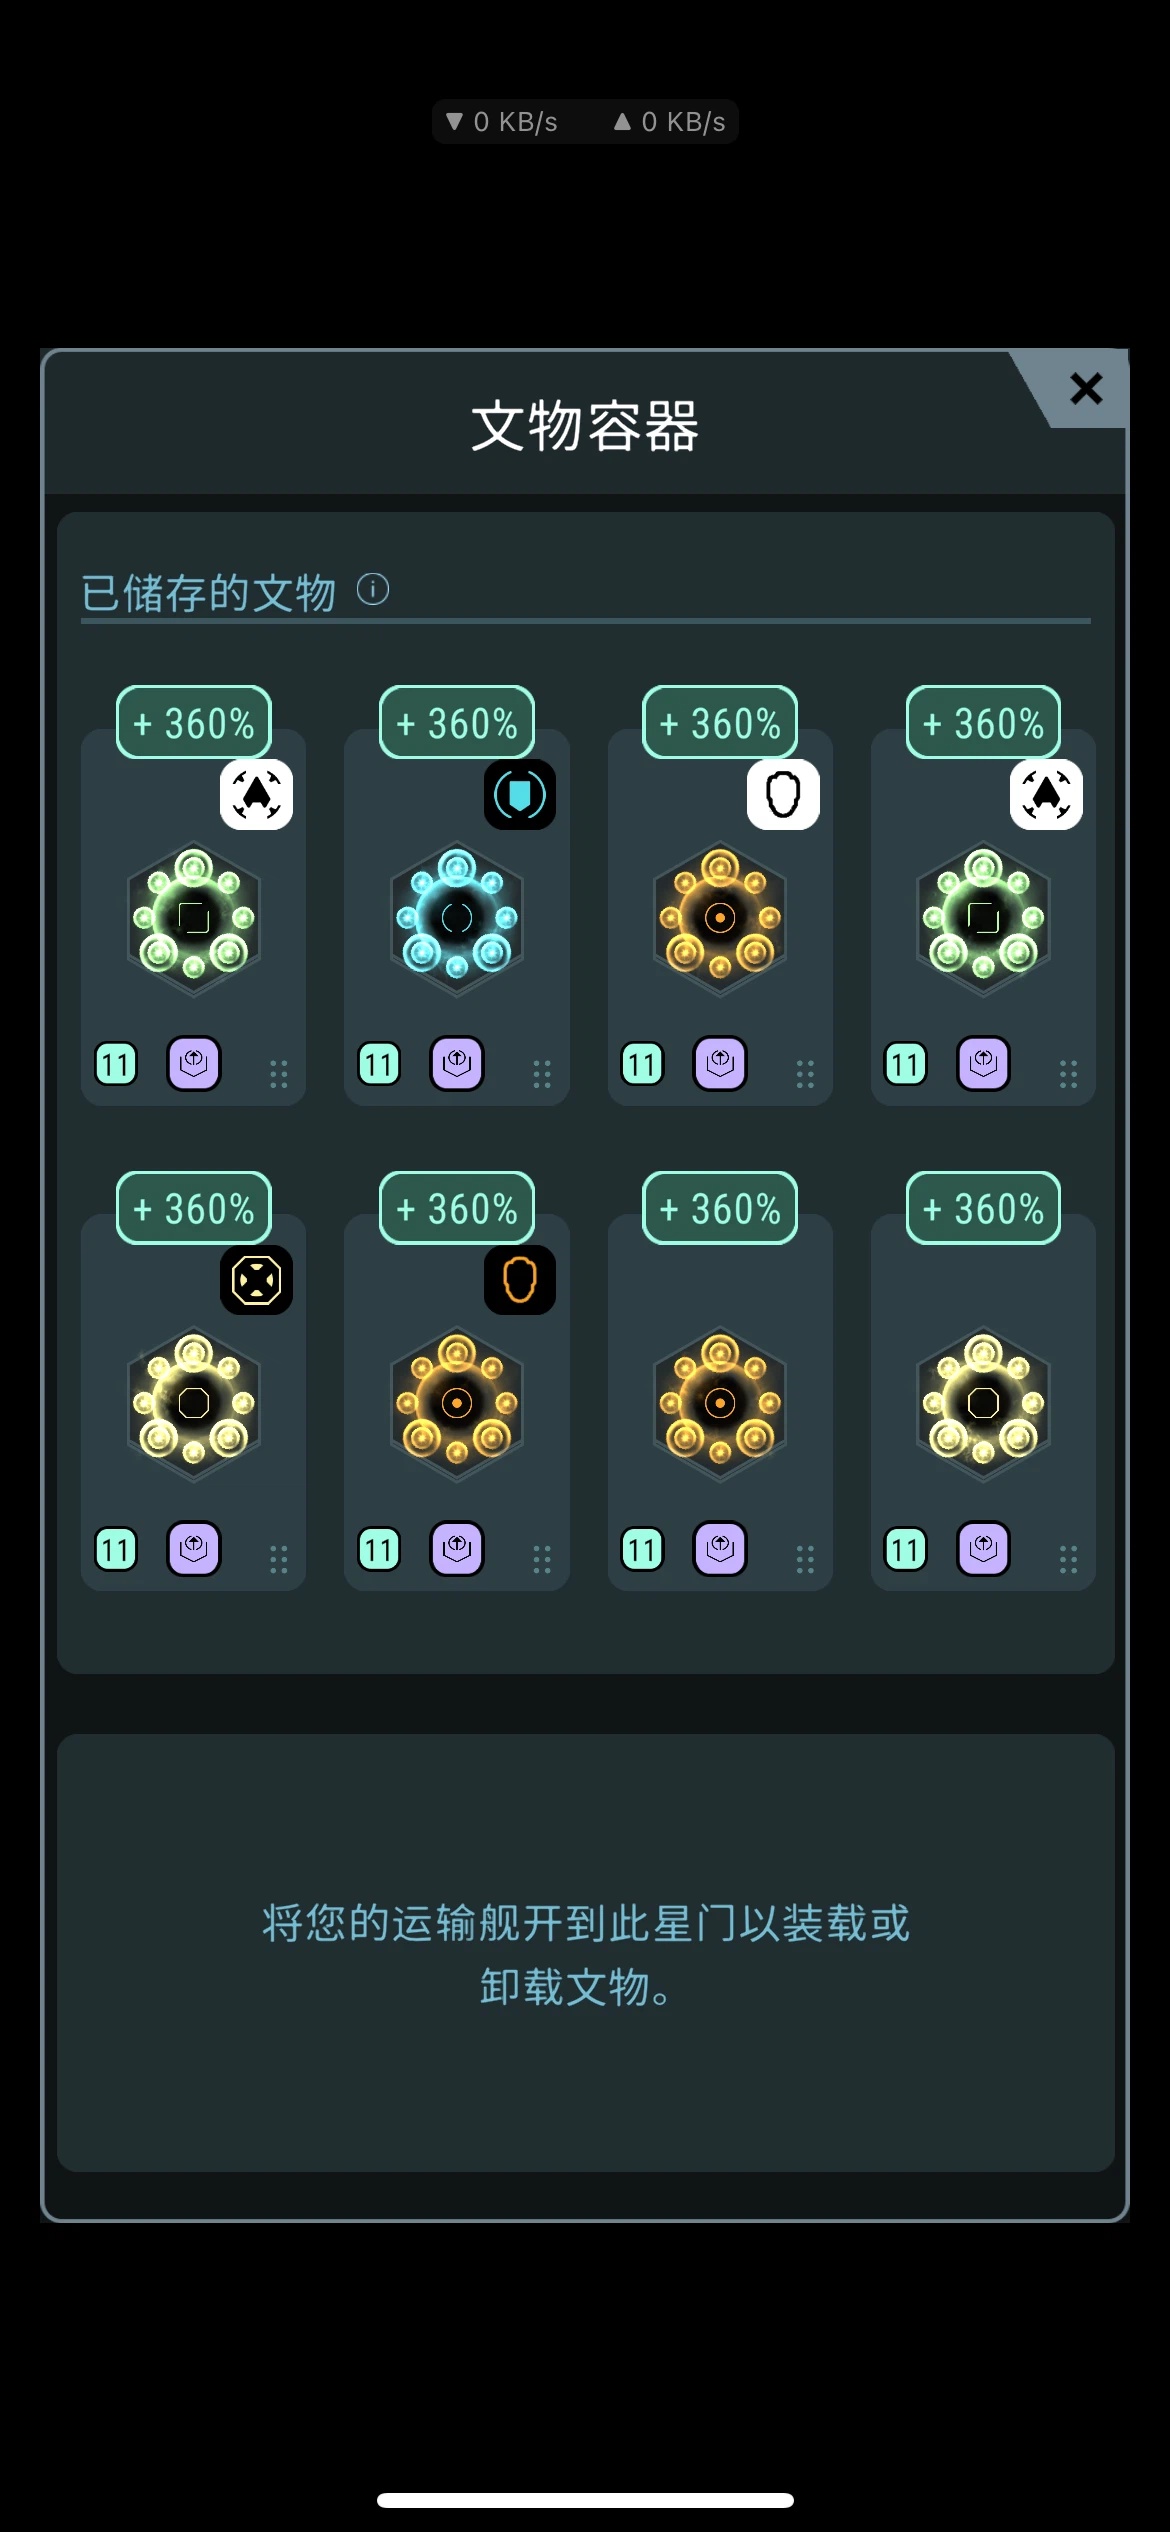 ▼ 0 KB/s ▲ 0 KB/s
文物容器
已储存的文物
+ 360% + 360% + 360% + 360%
11 11 11 11
+ 360% + 360% + 360% + 360%
11 11 11 11
将您的运输舰开到此星门以装载或
卸载文物。